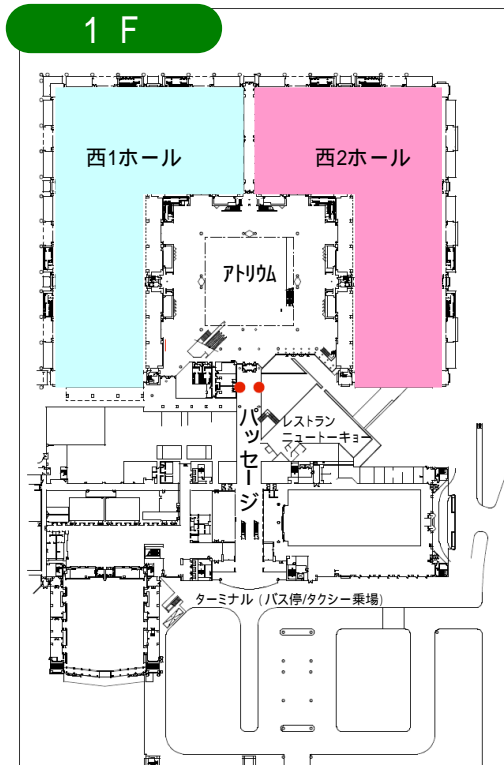 1 F
西1ホール
西2ホール
アトリウム
パッセージ
レストラン
ニュートーキョー
ターミナル (バス停/タクシー乗場)